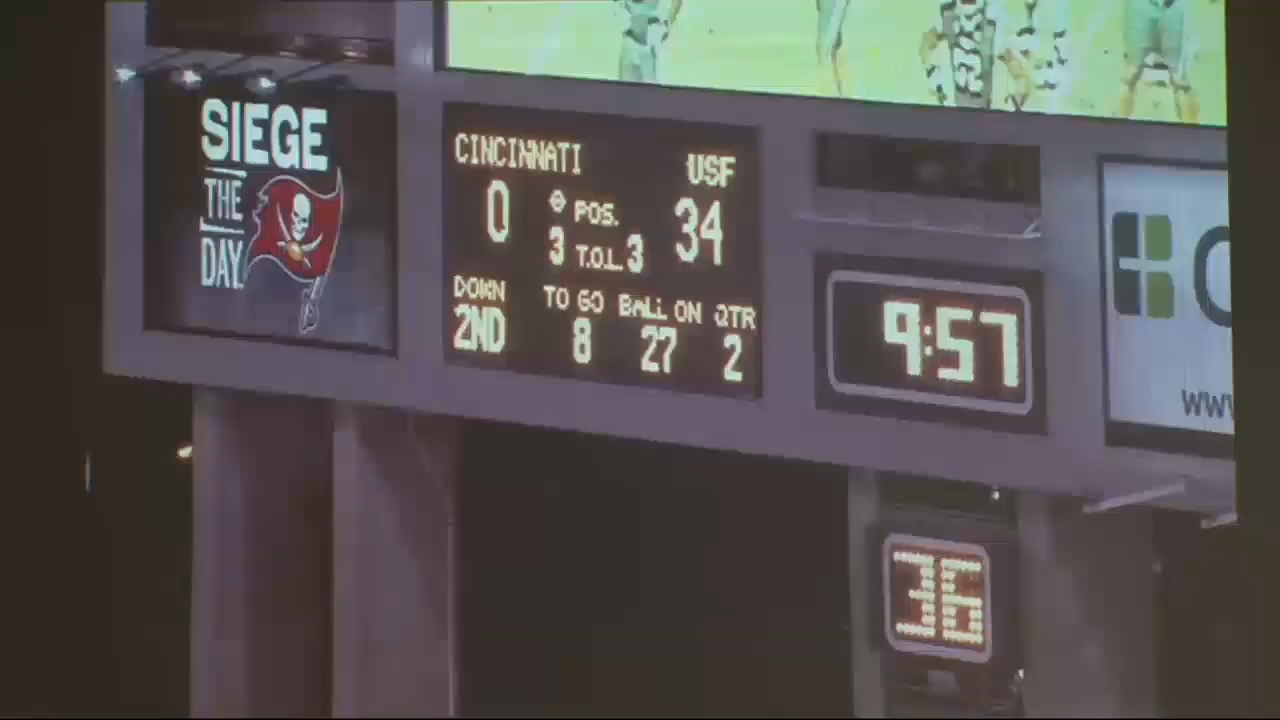 SIEGE
THE
DAY.
CINCINNATI USF
0 POS. 34
3 T.O.L. 3
DOWN TO GO BALL ON QTR
2ND 8 27 2
9:57
36